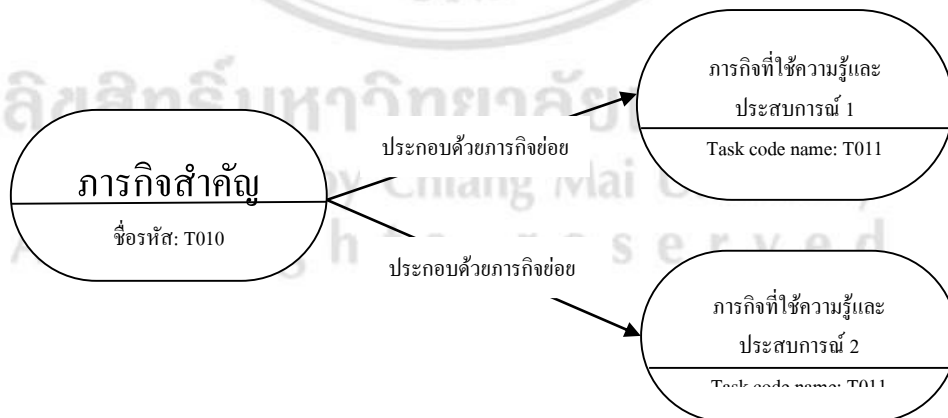 ภารกิจที่ใช้ความรู้และ
ประสบการณ์ 1
Task code name: T011
ประกอบด้วยภารกิจย่อย
ภารกิจสำคัญ
ชื่อรหัส: T010
ประกอบด้วยภารกิจย่อย
ภารกิจที่ใช้ความรู้และ
ประสบการณ์ 2
Task code name: T011